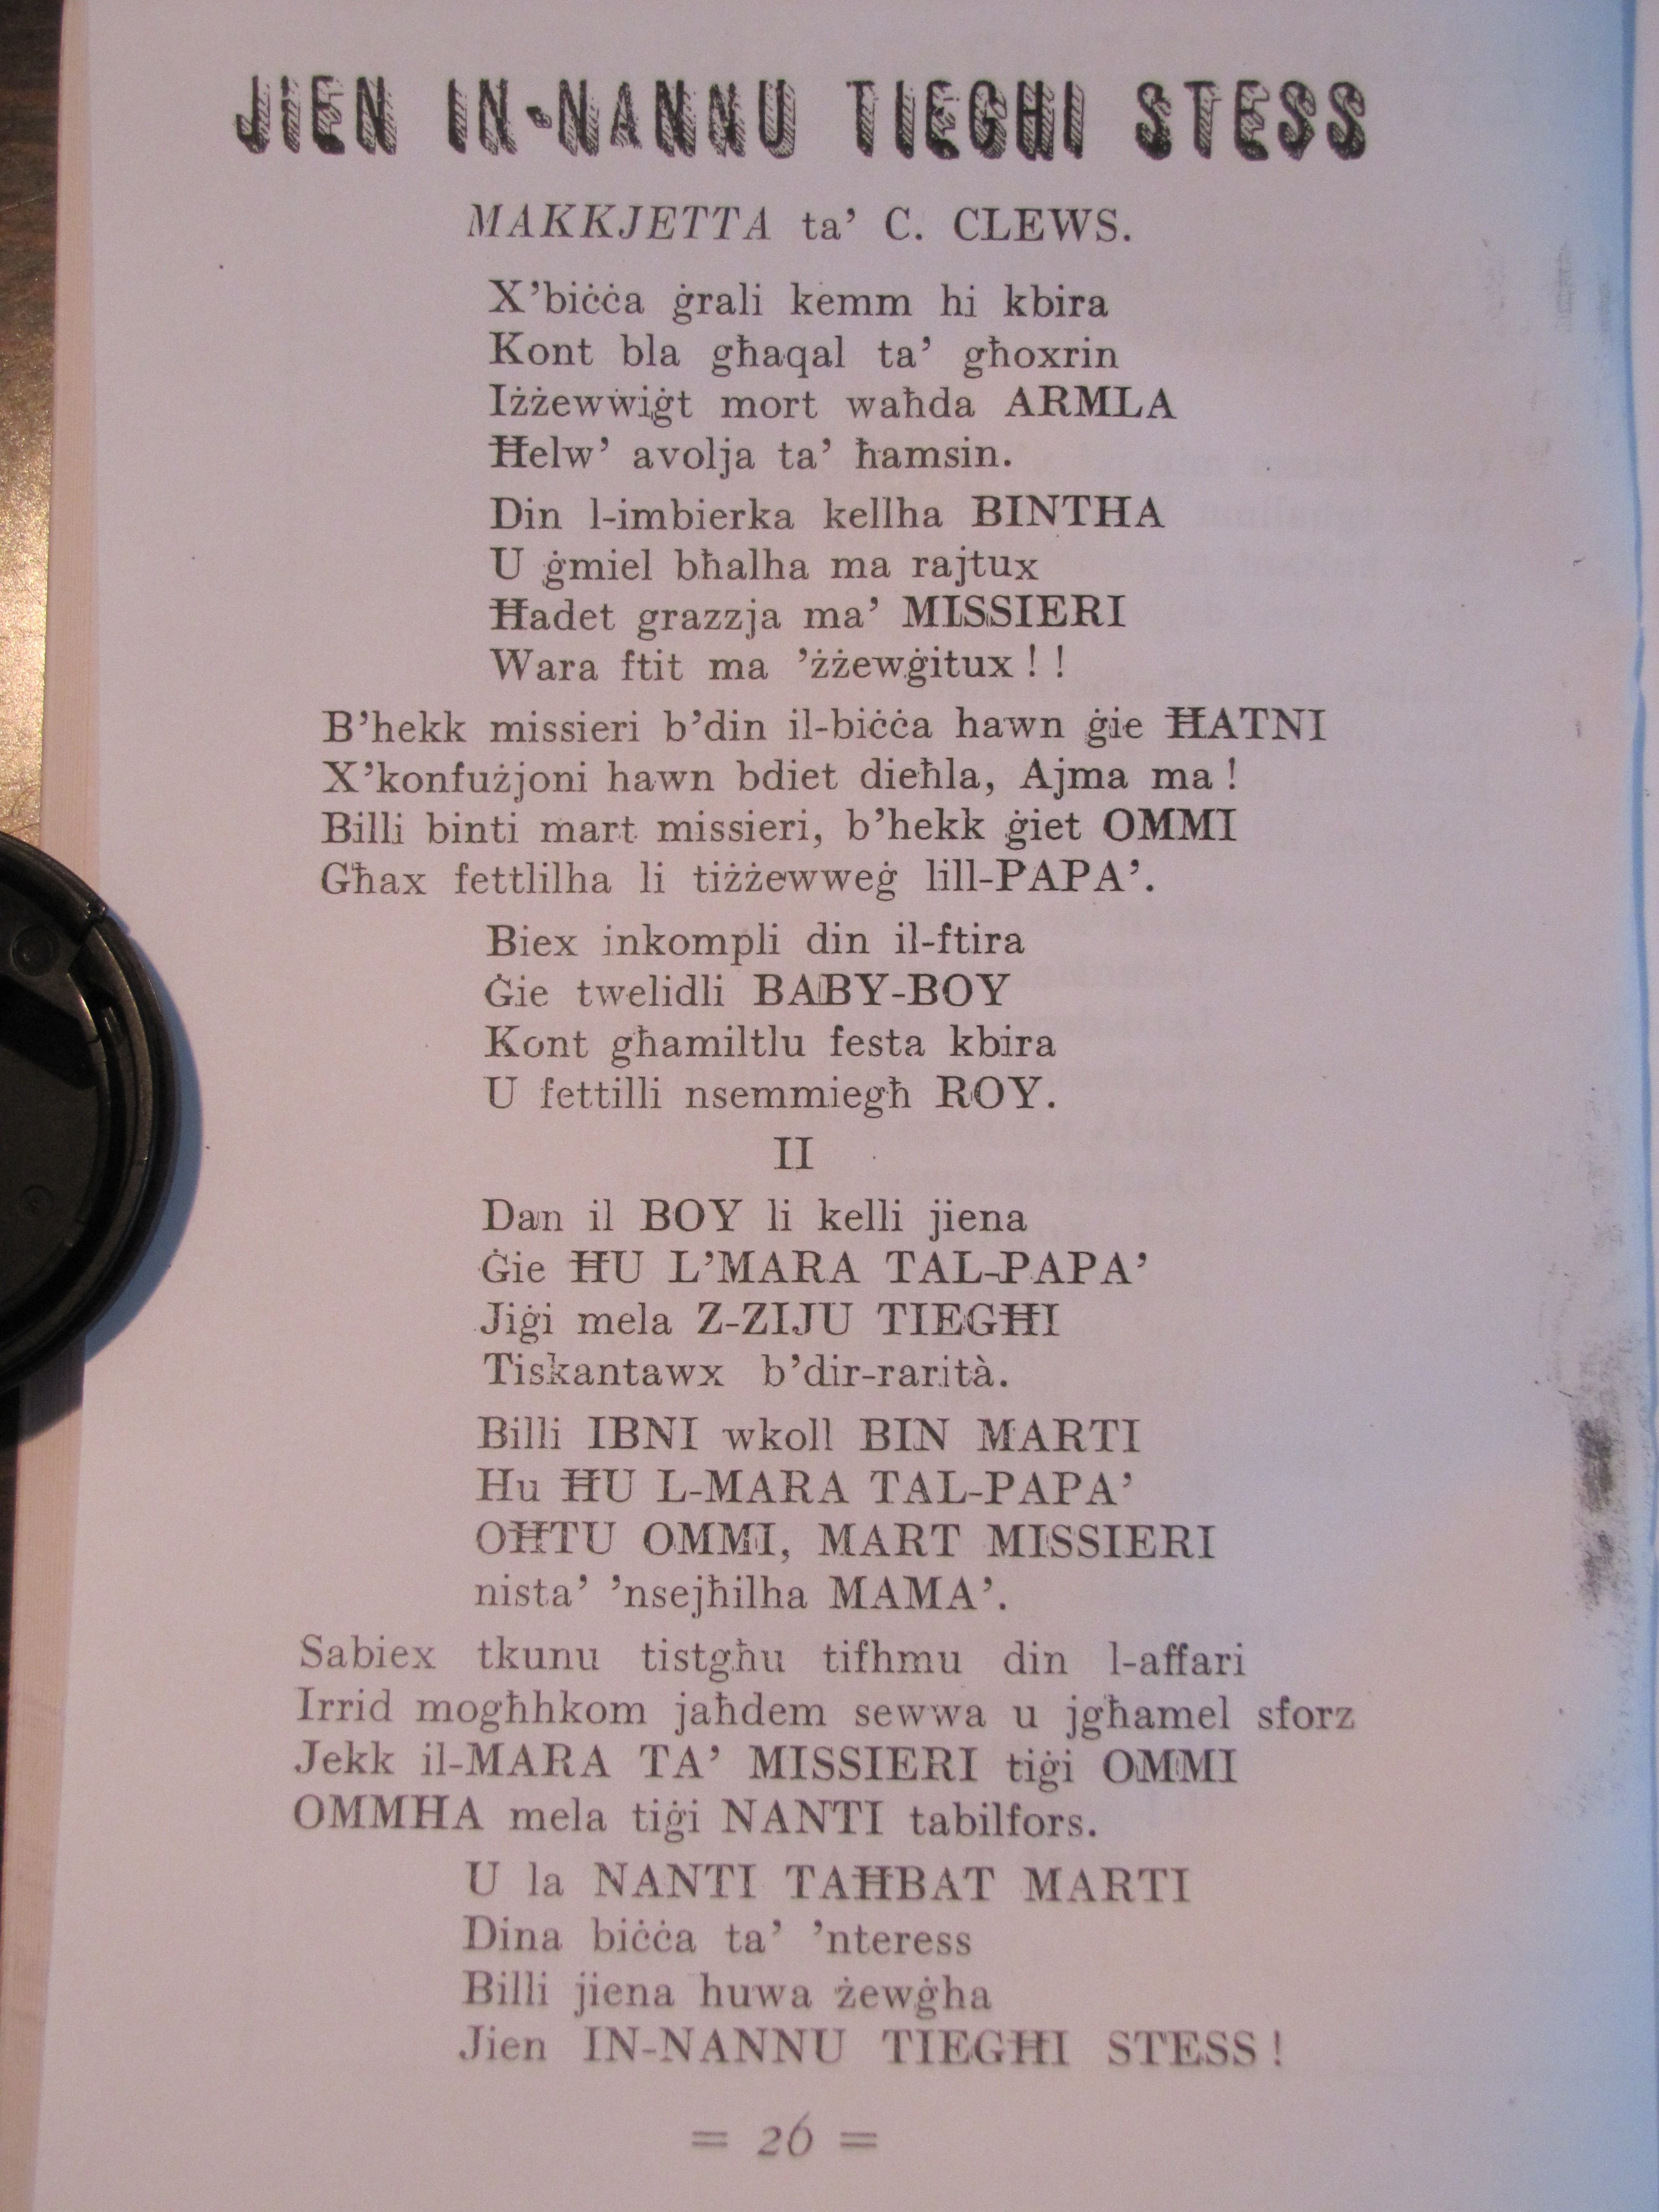 JIEN IN-NANNU TIEGĦI STESS
MAKKJETTA ta' C. CLEWS.
X'biċċa ġrali kemm hi kbira
Kont bla għaqal ta' għoxrin
Iżżewwiġt mort waħda ARMLA
Ħelw' avolja ta' ħamsin.
Din l-imbierka kellha BINTHA
U ġmiel bħalha ma rajtux
Ħadet grazzja ma' MISSIERI
Wara ftit ma 'żżewġitux ! !
B'hekk missieri b'din il-biċċa hawn ġie ĦATNI
X'konfużjoni hawn bdiet dieħla, Ajma ma !
Billi binti mart missieri, b'hekk ġiet OMMI
Għax fettlilha li tiżżewweġ lill-PAPA'.
Biex inkompli din il-ftira
Ġie twelidli BABY-BOY
Kont għamiltlu festa kbira
U fettilli nsemmiegħ ROY.
II
Dan il BOY li kelli jiena
Ġie ĦU L'MARA TAL-PAPA'
Jiġi mela Z-ZIJU TIEGĦI
Tiskantawx b'dir-rarità.
Billi IBNI wkoll BIN MARTI
Hu ĦU L-MARA TAL-PAPA'
OĦTU OMMI, MART MISSIERI
nista' 'nsejħilha MAMA'.
Sabiex tkunu tistgħu tifhmu din l-affari
Irrid mogħhkom jaħdem sewwa u jgħamel sforz
Jekk il-MARA TA' MISSIERI tiġi OMMI
OMMHA mela tiġi NANTI tabilfors.
U la NANTI TAĦBAT MARTI
Dina biċċa ta' 'nteress
Billi jiena huwa żewġha
Jien IN-NANNU TIEGĦI STESS !
= 26 =